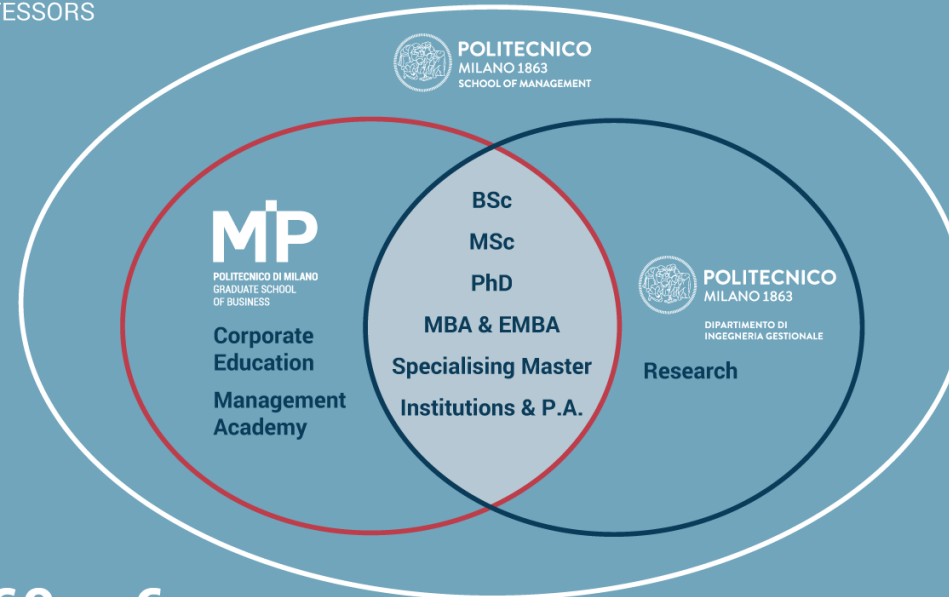 POLITECNICO
MILANO 1863
SCHOOL OF MANAGEMENT
MIP
POLITECNICO DI MILANO
GRADUATE SCHOOL
OF BUSINESS
Corporate
Education
Management
Academy
BSc
MSc
PhD
MBA & EMBA
Specialising Master
Institutions & P.A.
POLITECNICO
MILANO 1863
DIPARTIMENTO DI
INGEGNERIA GESTIONALE
Research